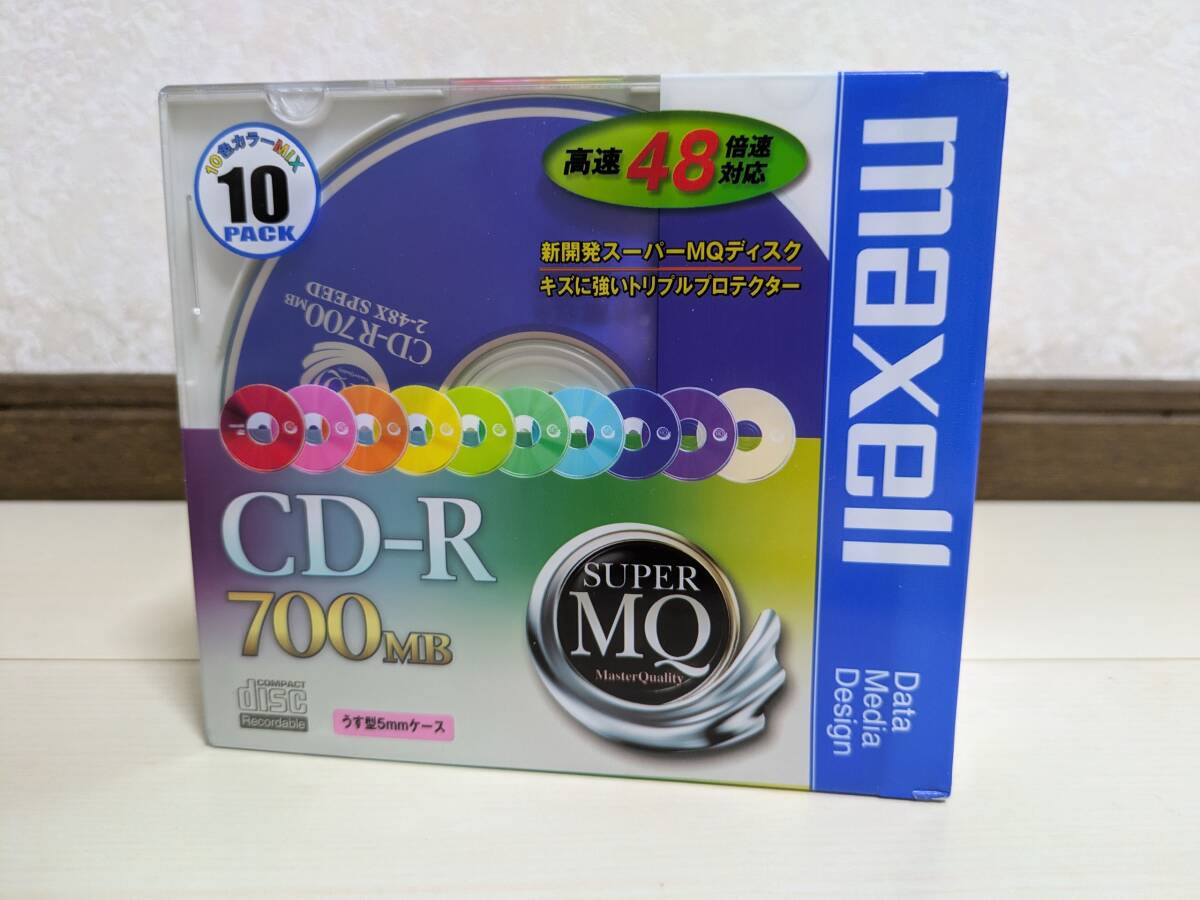 10色カラーMIX
10
PACK
高速48倍速
対応
新開発スーパーMQディスク
キズに強いトリプルプロテクター
CD-R700MB
2-48X SPEED
MQ
MasterQuality
CD-R
700MB
COMPACT
disc
Recordable
うす型5mmケース
SUPER
MQ
MasterQuality
maxell
Data
Media
Design